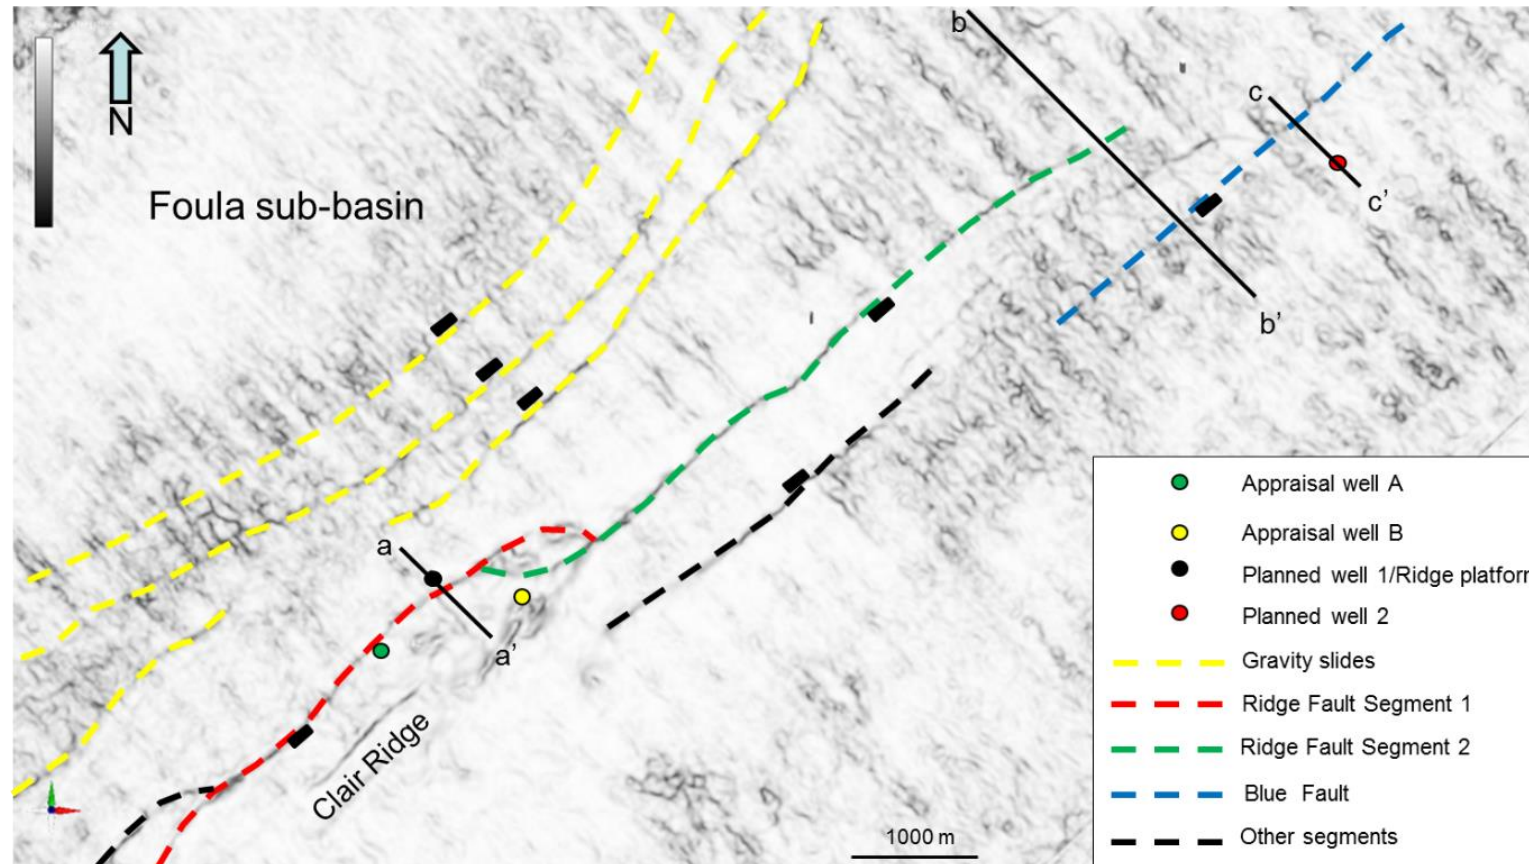 N
Foula sub-basin
b
c
c’
b’
a
a’
Clair Ridge
Appraisal well A
Appraisal well B
Planned well 1/Ridge platform
Planned well 2
Gravity slides
Ridge Fault Segment 1
Ridge Fault Segment 2
Blue Fault
Other segments
1000 m